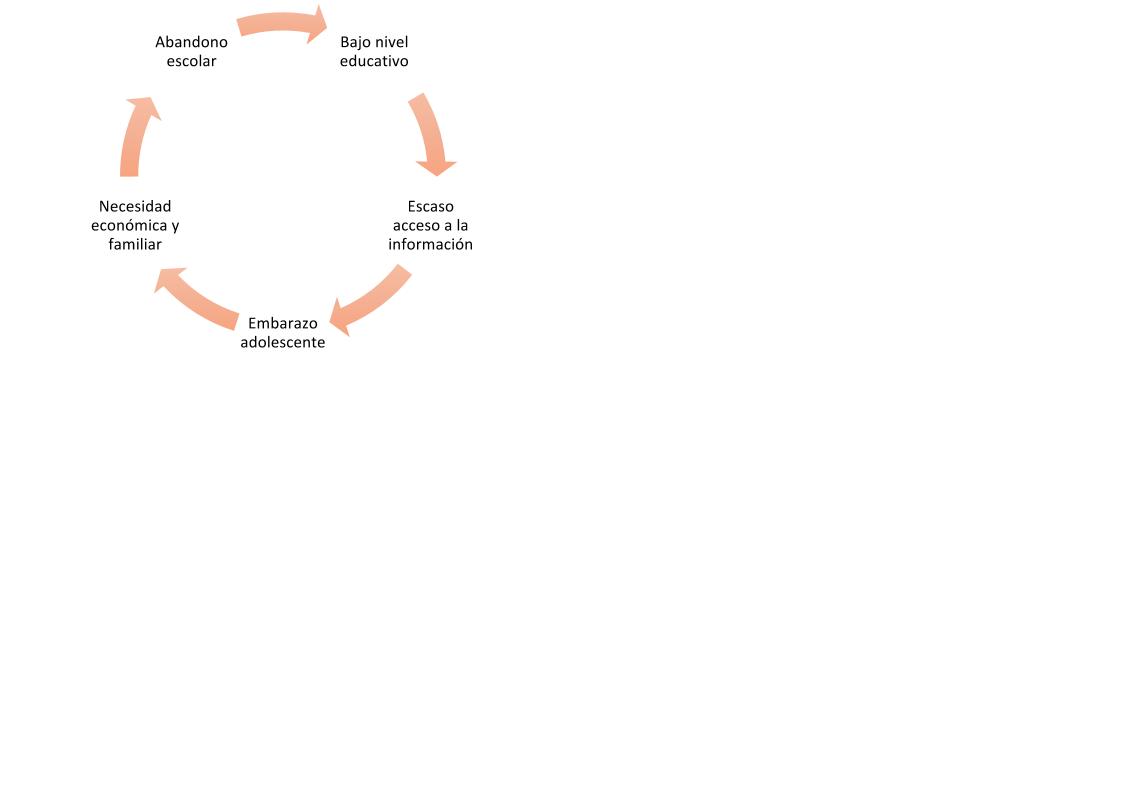 Abandono
escolar
Bajo nivel
educativo
Escaso
acceso a la
información
Embarazo
adolescente
Necesidad
económica y
familiar